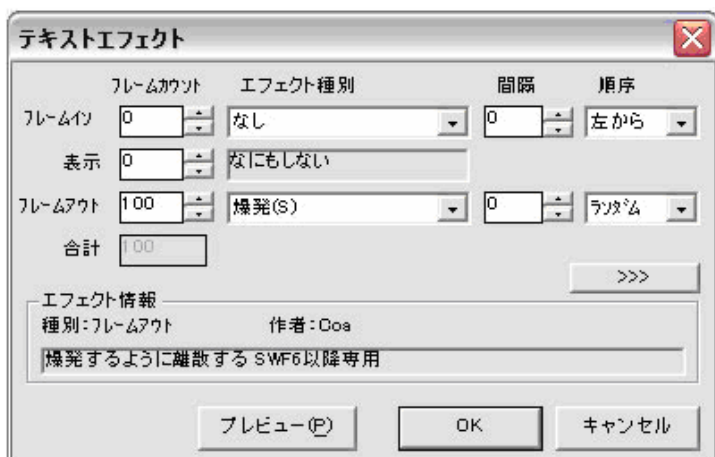 テキストエフェクト
フレームカウント エフェクト種別 間隔 順序
フレームイン 0 なし 0 左から
表示 0 なにもしない
フレームアウト 100 爆発(S) 0 ランダム
合計 100
>>>
エフェクト情報
種別:フレームアウト 作者:Coa
爆発するように離散する SWF6以降専用
プレビュー(P) OK キャンセル